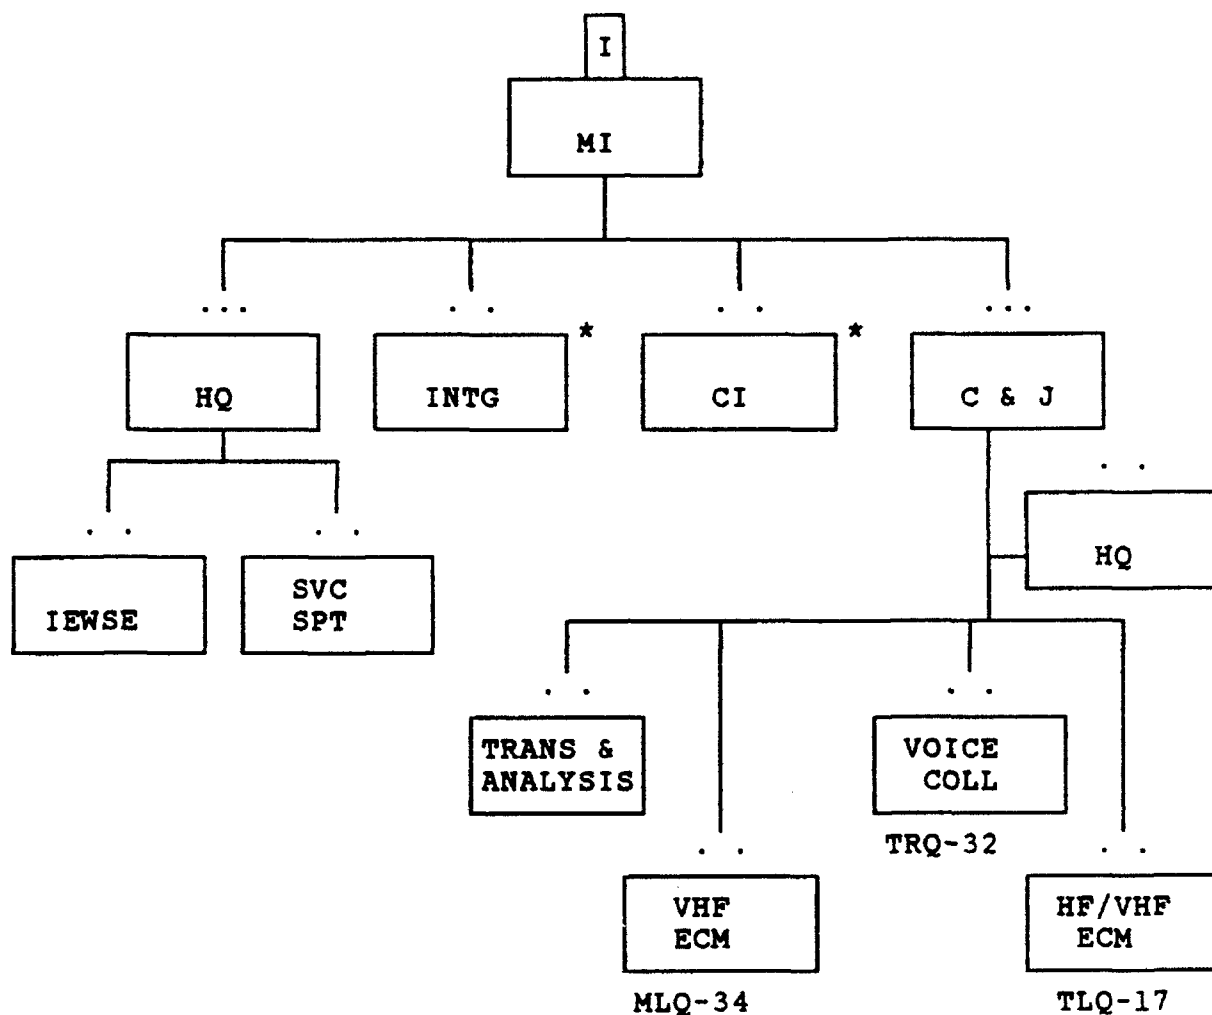 I
MI
... .. .. ...
* *
HQ INTG CI C & J
..
HQ
.. ..
IEWSE
SVC
SPT
.. ..
TRANS &
ANALYSIS
VOICE
COLL
TRQ-32
.. ..
VHF
ECM
HF/VHF
ECM
MLQ-34 TLQ-17